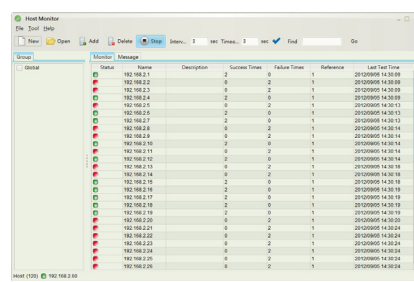 Host Monitor
File Tool Help
New Open Add Delete Stop Interv... 3 sec Timeo... 3 sec Find Go
Group Monitor Message
Global
Status Name Description Success Times Failure Times Reference Last Test Time
192.168.2.1 2 0 1 2012/09/05 14:30:09
192.168.2.2 0 2 1 2012/09/05 14:30:09
192.168.2.3 0 2 1 2012/09/05 14:30:09
192.168.2.4 2 0 1 2012/09/05 14:30:09
192.168.2.5 0 2 1 2012/09/05 14:30:13
192.168.2.6 2 0 1 2012/09/05 14:30:13
192.168.2.7 2 0 1 2012/09/05 14:30:13
192.168.2.8 0 2 1 2012/09/05 14:30:14
192.168.2.9 0 2 1 2012/09/05 14:30:14
192.168.2.10 2 0 1 2012/09/05 14:30:14
192.168.2.11 0 2 1 2012/09/05 14:30:14
192.168.2.12 2 0 1 2012/09/05 14:30:14
192.168.2.13 0 2 1 2012/09/05
192.168.2.14 0 2 1 2012/09/05
192.168.2.15 1 2012/09/05
192.168.2.16 2 0 1 2012/09/05 14:30:19
192.168.2.17 2 0 1 2012/09/05 14:30:19
192.168.2.18 2 0 1 2012/09/05 14:30:19
192.168.2.19 2 0 1 2012/09/05 14:30:19
192.168.2.20 0 2 1 2012/09/05 14:30:20
192.168.2.21 0 2 1 2012/09/05 14:30:24
192.168.2.22 0 2 1 2012/09/05 14:30:24
192.168.2.23 0 2 1 2012/09/05 14:30:24
192.168.2.24 0 2 1 2012/09/05 14:30:24
192.168.2.25 0 2 1 2012/09/05 14:30:24
192.168.2.26 0 2 1 2012/09/05 14:30:24
Host (120) 192.168.2.60